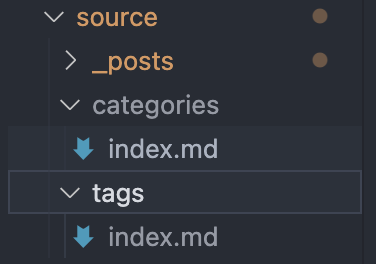 source
_posts
categories
index.md
tags
index.md